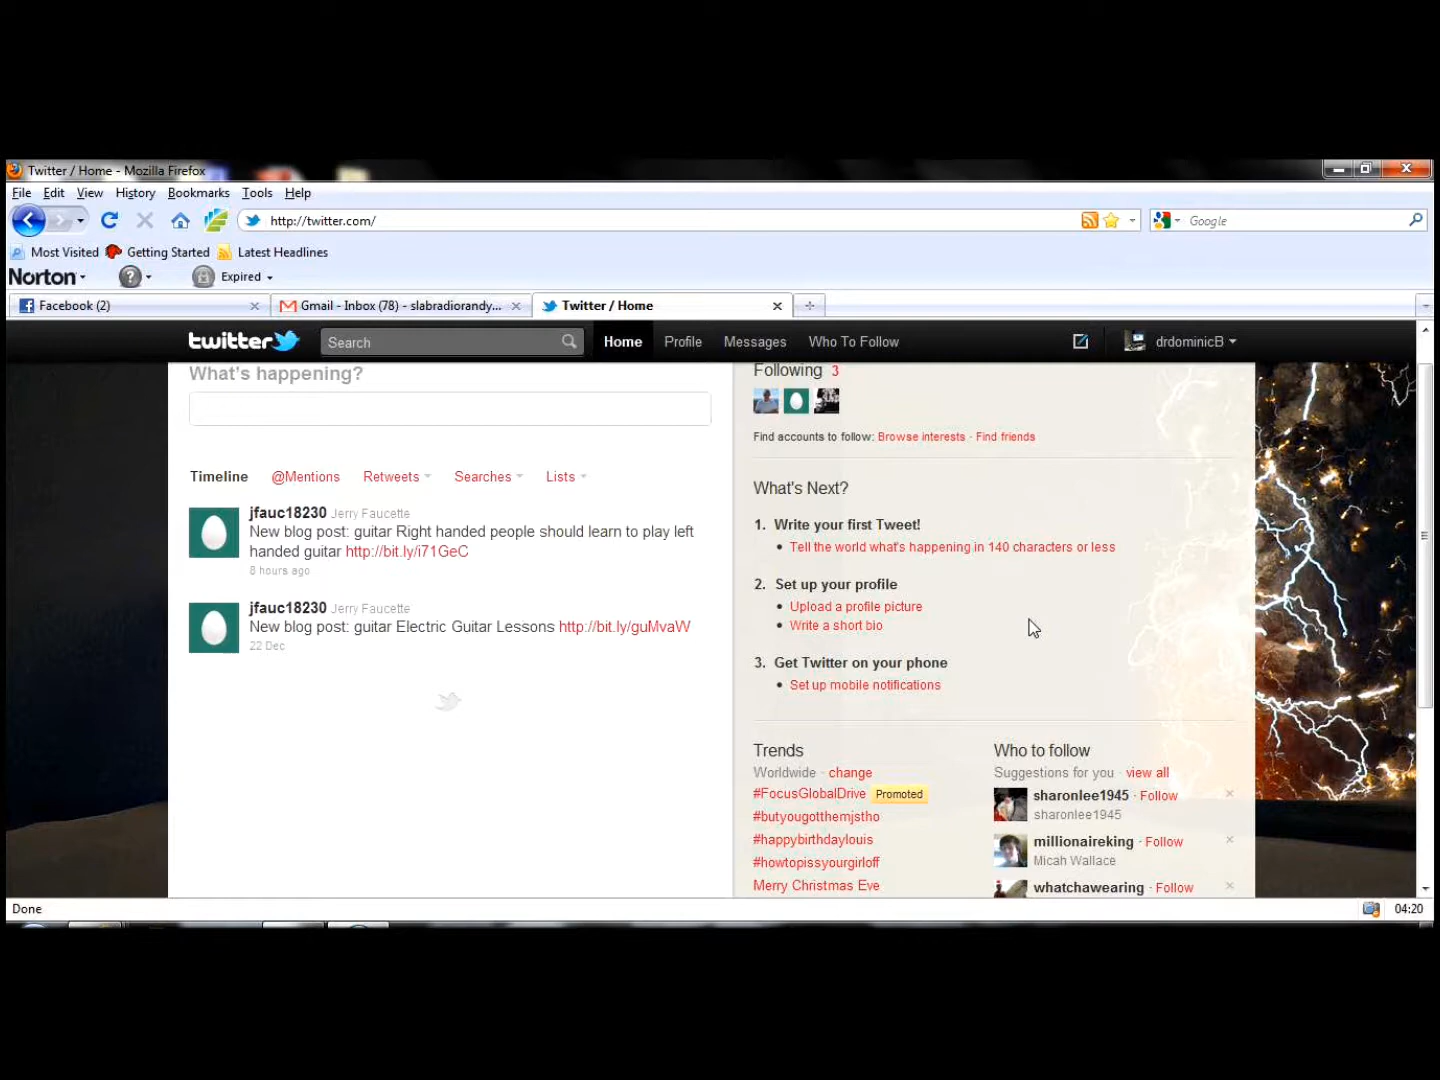 Twitter / Home - Mozilla Firefox
File Edit View History Bookmarks Tools Help
http://twitter.com/
Google
Most Visited Getting Started Latest Headlines
Norton ? Expired
Facebook (2)
Gmail - Inbox (78) - slabradiorandy...
Twitter / Home
twitter
Search
Home Profile Messages Who To Follow
drdominicB
What's happening?
Timeline @Mentions Retweets Searches Lists
jfauc18230 Jerry Faucette
New blog post: guitar Right handed people should learn to play left
handed guitar http://bit.ly/i71GeC
8 hours ago
jfauc18230 Jerry Faucette
New blog post: guitar Electric Guitar Lessons http://bit.ly/guMvaW
22 Dec
Following 3
Find accounts to follow: Browse interests · Find friends
What's Next?
1. Write your first Tweet!
• Tell the world what's happening in 140 characters or less
2. Set up your profile
• Upload a profile picture
• Write a short bio
3. Get Twitter on your phone
• Set up mobile notifications
Trends
Worldwide · change
#FocusGlobalDrive Promoted
#butyougotthemjstho
#happybirthdaylouis
#howtopissyourgirloff
Merry Christmas Eve
Who to follow
Suggestions for you · view all
sharonlee1945 · Follow
sharonlee1945
millionaireking · Follow
Micah Wallace
whatchawearing · Follow
Done
04:20